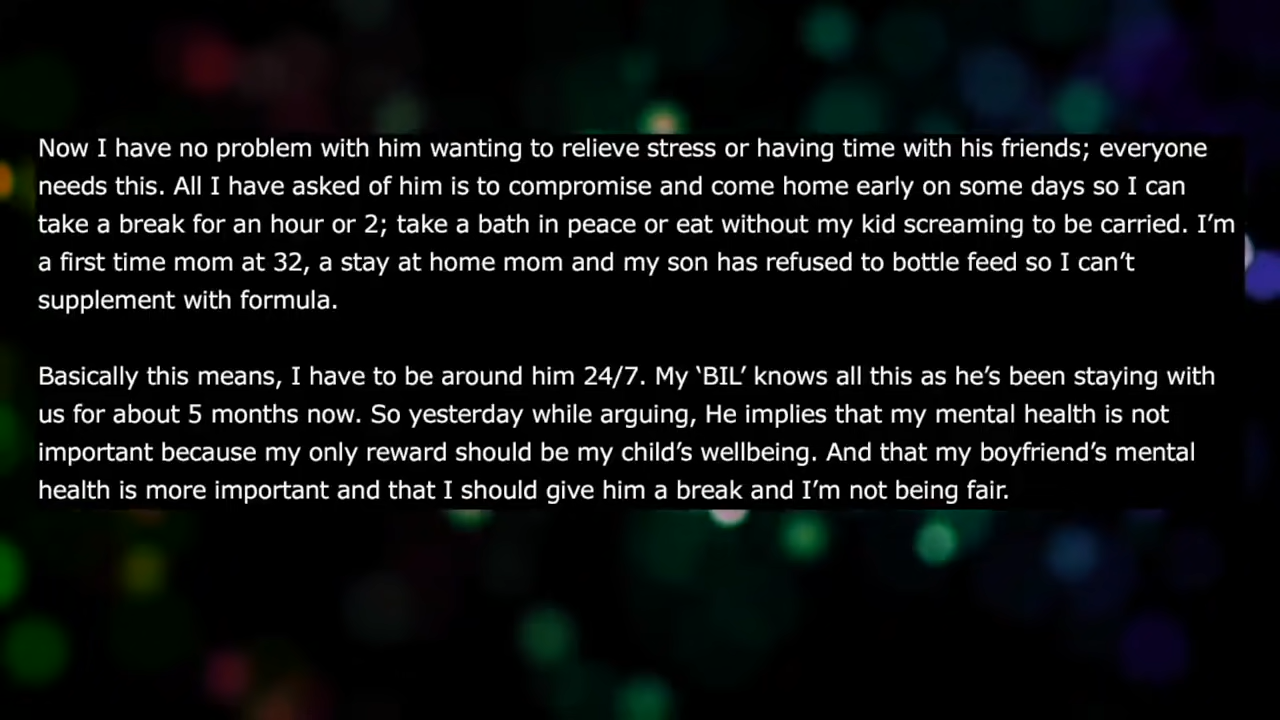 Now I have no problem with him wanting to relieve stress or having time with his friends; everyone
needs this. All I have asked of him is to compromise and come home early on some days so I can
take a break for an hour or 2; take a bath in peace or eat without my kid screaming to be carried. I’m
a first time mom at 32, a stay at home mom and my son has refused to bottle feed so I can’t
supplement with formula.
Basically this means, I have to be around him 24/7. My ‘BIL’ knows all this as he’s been staying with
us for about 5 months now. So yesterday while arguing, He implies that my mental health is not
important because my only reward should be my child’s wellbeing. And that my boyfriend’s mental
health is more important and that I should give him a break and I’m not being fair.